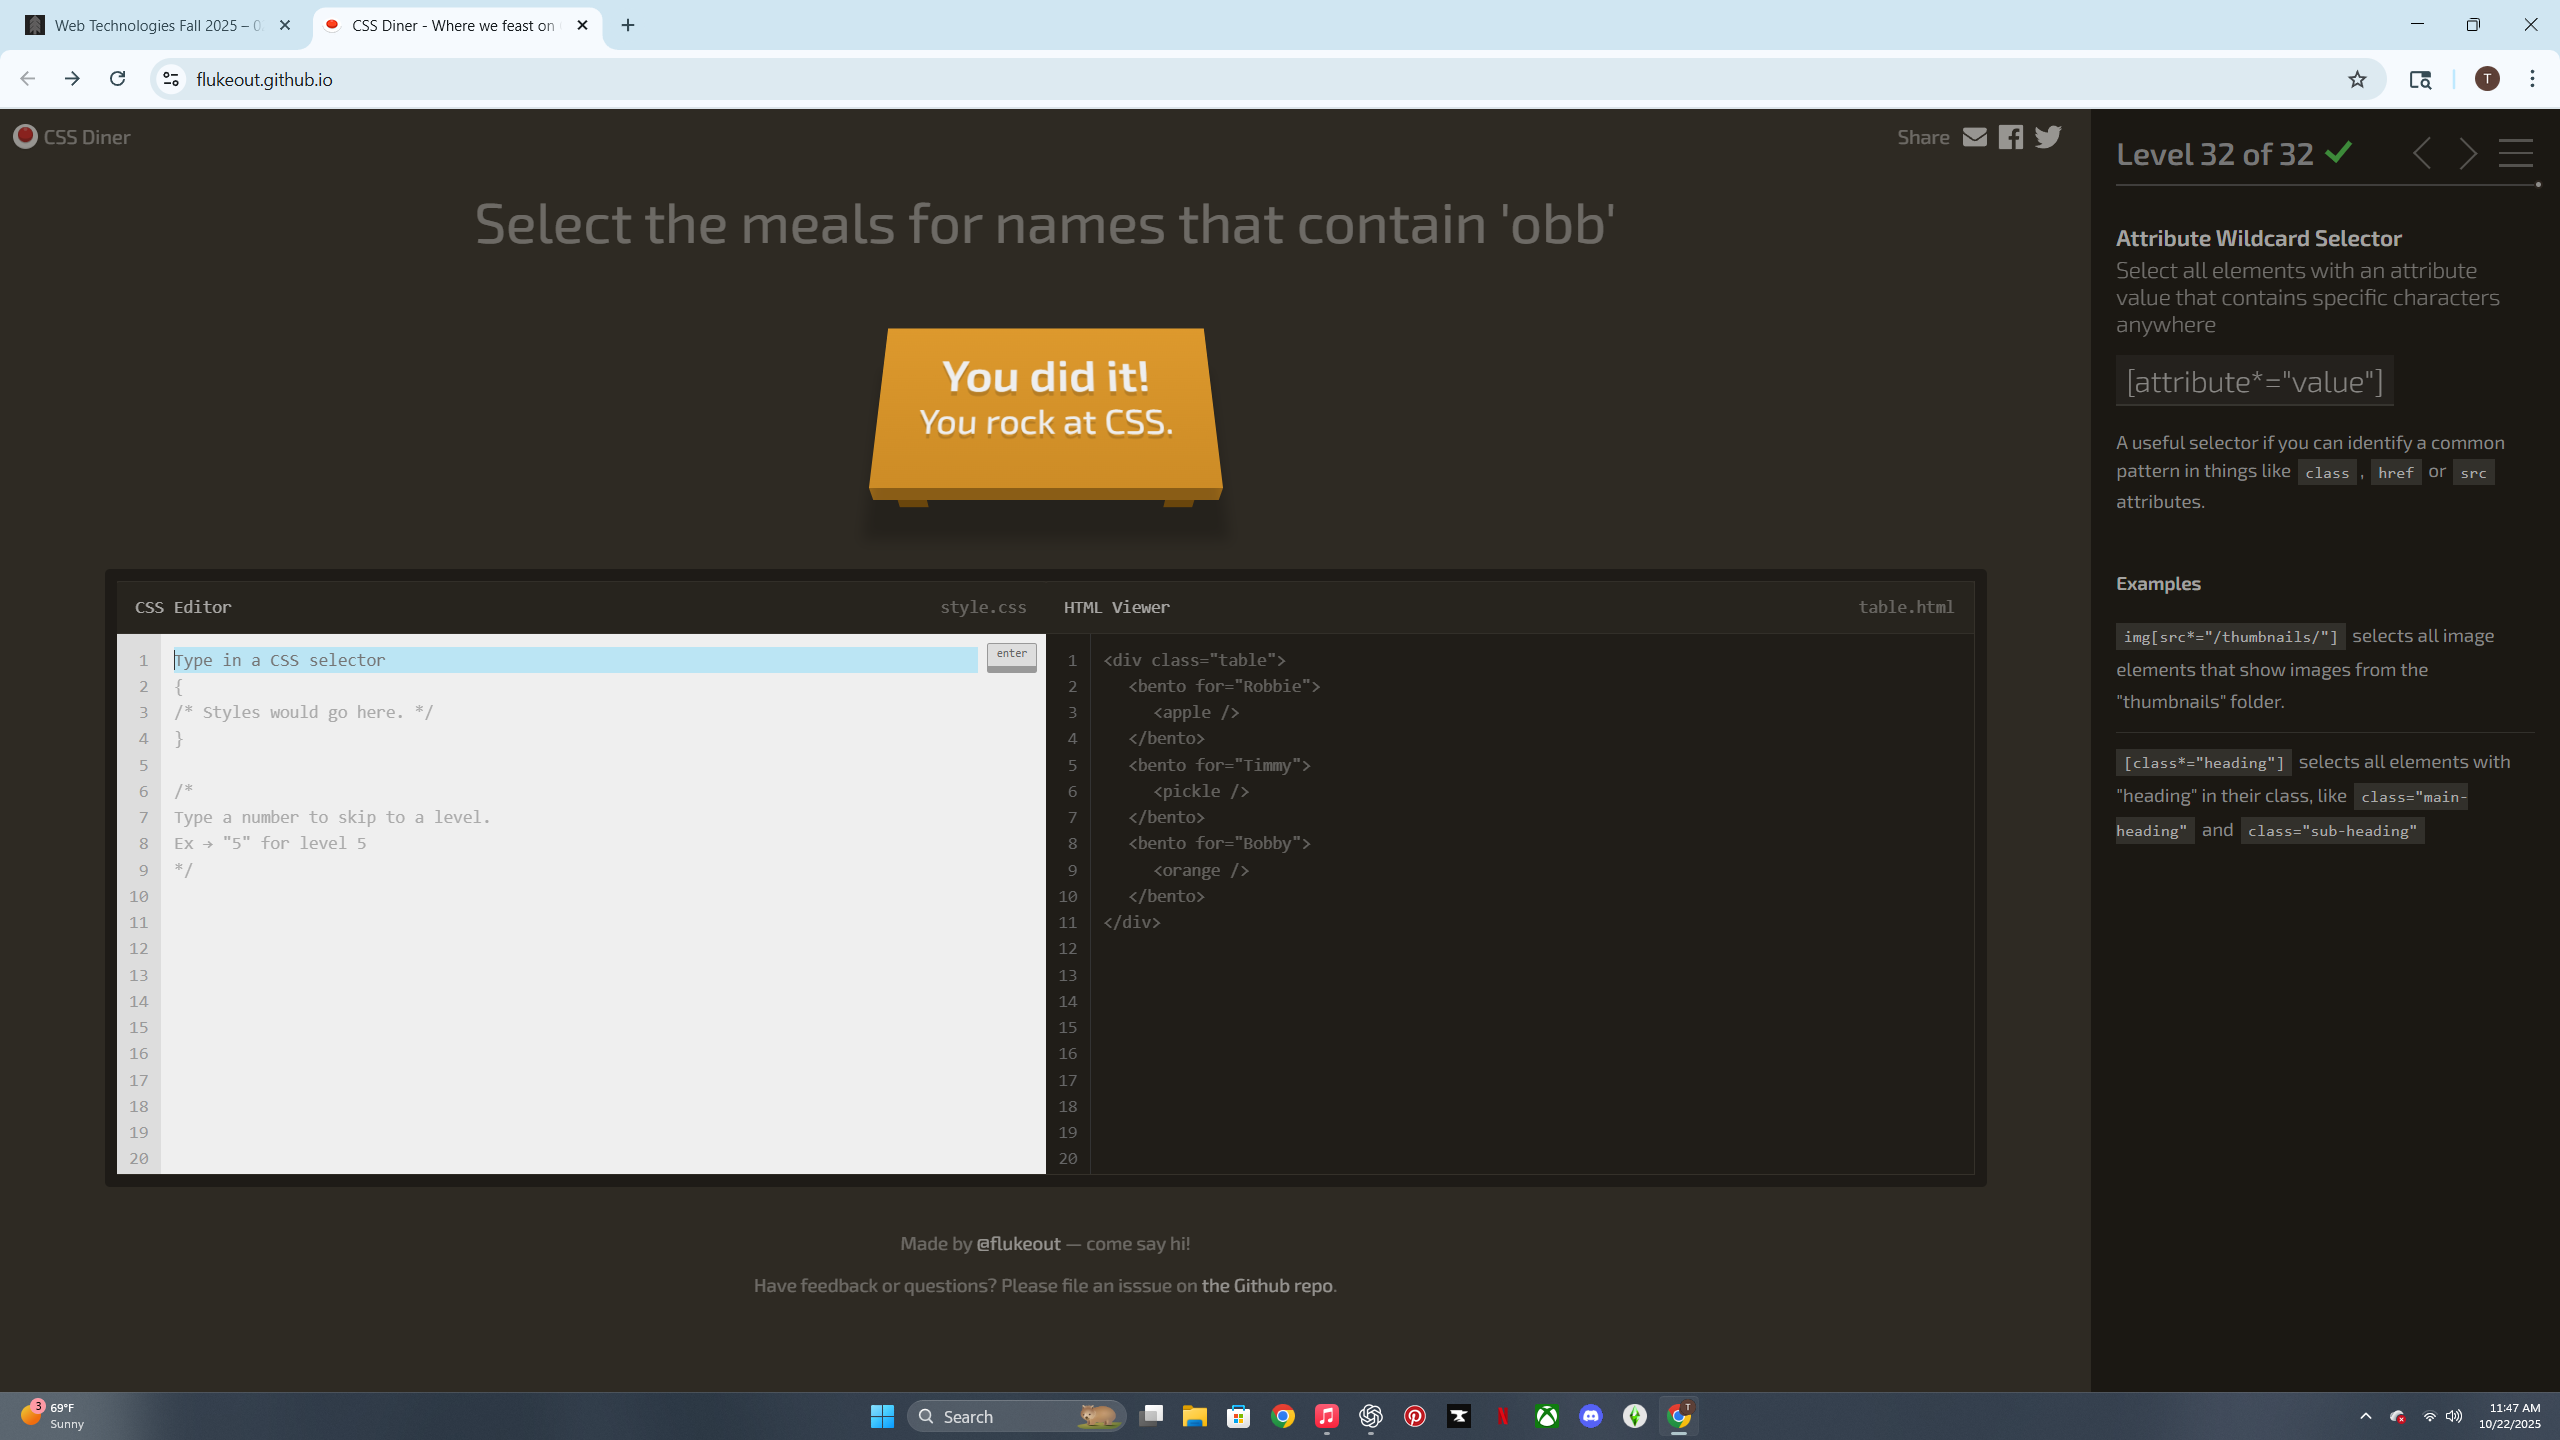 Web Technologies Fall 2025 – 0
CSS Diner - Where we feast on
flukeout.github.io
T
CSS Diner
Share
Level 32 of 32
Select the meals for names that contain 'obb'
You did it!
You rock at CSS.
Attribute Wildcard Selector
Select all elements with an attribute
value that contains specific characters
anywhere
[attribute*="value"]
A useful selector if you can identify a common
pattern in things like class , href or src
attributes.
Examples
img[src*="/thumbnails/"] selects all image
elements that show images from the
"thumbnails" folder.
[class*="heading"] selects all elements with
"heading" in their class, like class="main-
heading" and class="sub-heading"
CSS Editor style.css
1 Type in a CSS selector enter
2 {
3 /* Styles would go here. */
4 }
5
6 /*
7 Type a number to skip to a level.
8 Ex → "5" for level 5
9 */
10
11
12
13
14
15
16
17
18
19
20
HTML Viewer table.html
1 <div class="table">
2 <bento for="Robbie">
3 <apple />
4 </bento>
5 <bento for="Timmy">
6 <pickle />
7 </bento>
8 <bento for="Bobby">
9 <orange />
10 </bento>
11 </div>
12
13
14
15
16
17
18
19
20
Made by @flukeout — come say hi!
Have feedback or questions? Please file an isssue on the Github repo.
3
69°F
Sunny
Search
T
11:47 AM
10/22/2025